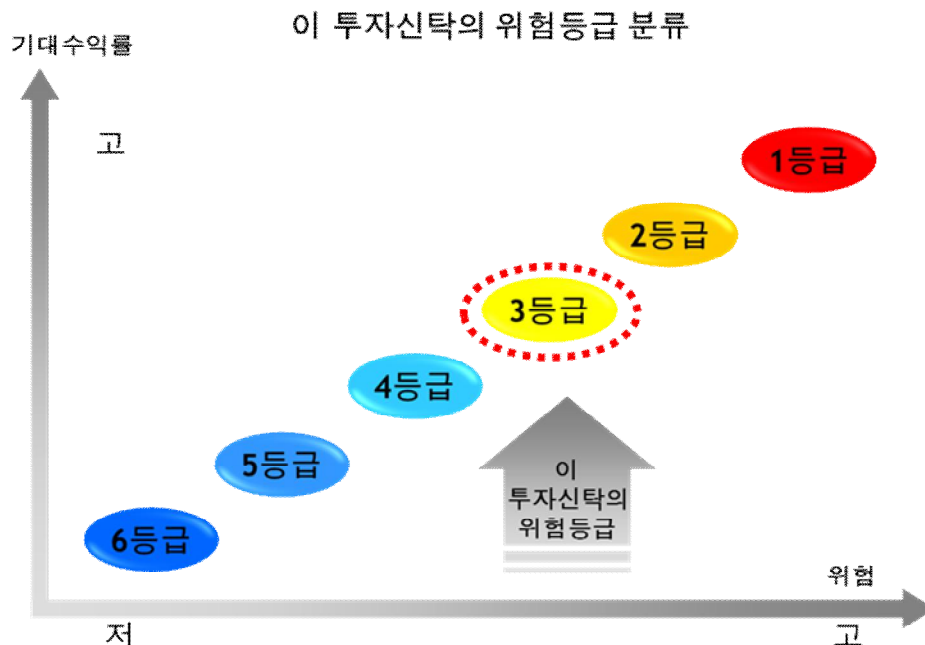 이 투자신탁의 위험등급 분류
기대수익률
고
1등급
2등급
3등급
4등급
5등급
6등급
이
투자신탁의
위험등급
위험
저
고